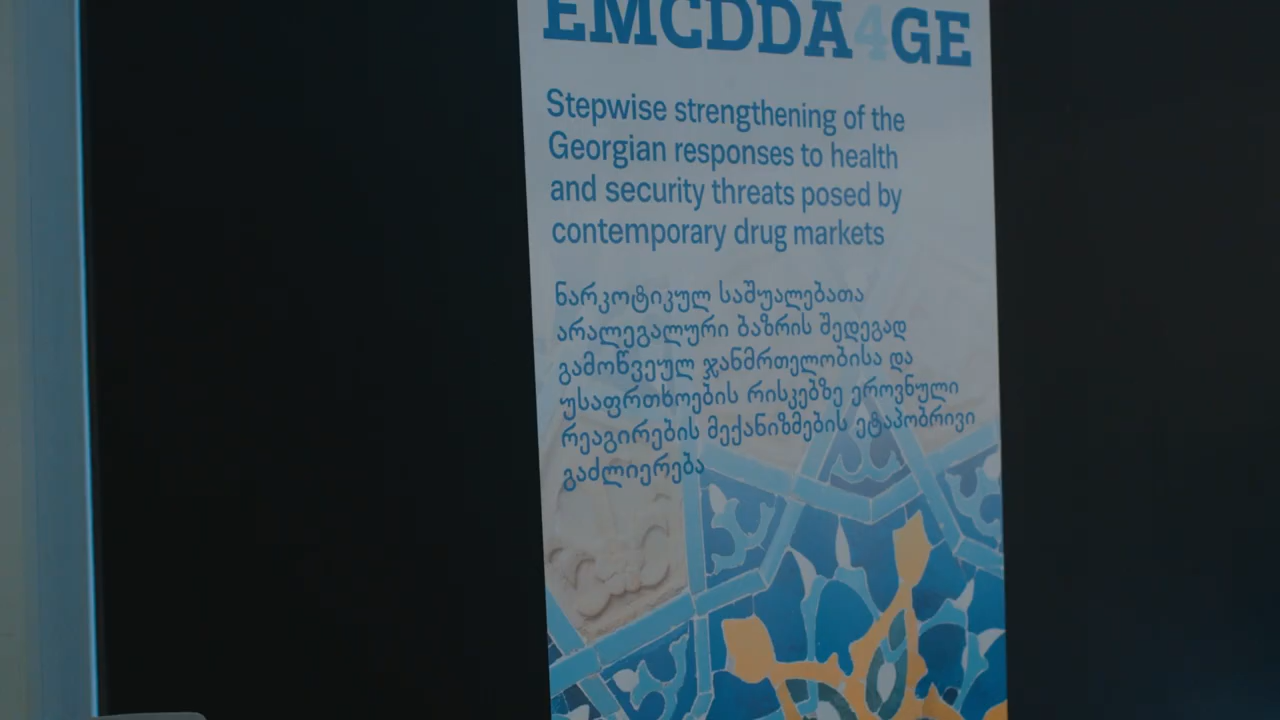 EMCDDA4GE
Stepwise strengthening of the
Georgian responses to health
and security threats posed by
contemporary drug markets
ნარკოტიკულ საშუალებათა
არალეგალური ბაზრის შედეგად
გამოწვეულ ჯანმრთელობისა და
უსაფრთხოების რისკებზე ეროვნული
რეაგირების მექანიზმების ეტაპობრივი
გაძლიერება